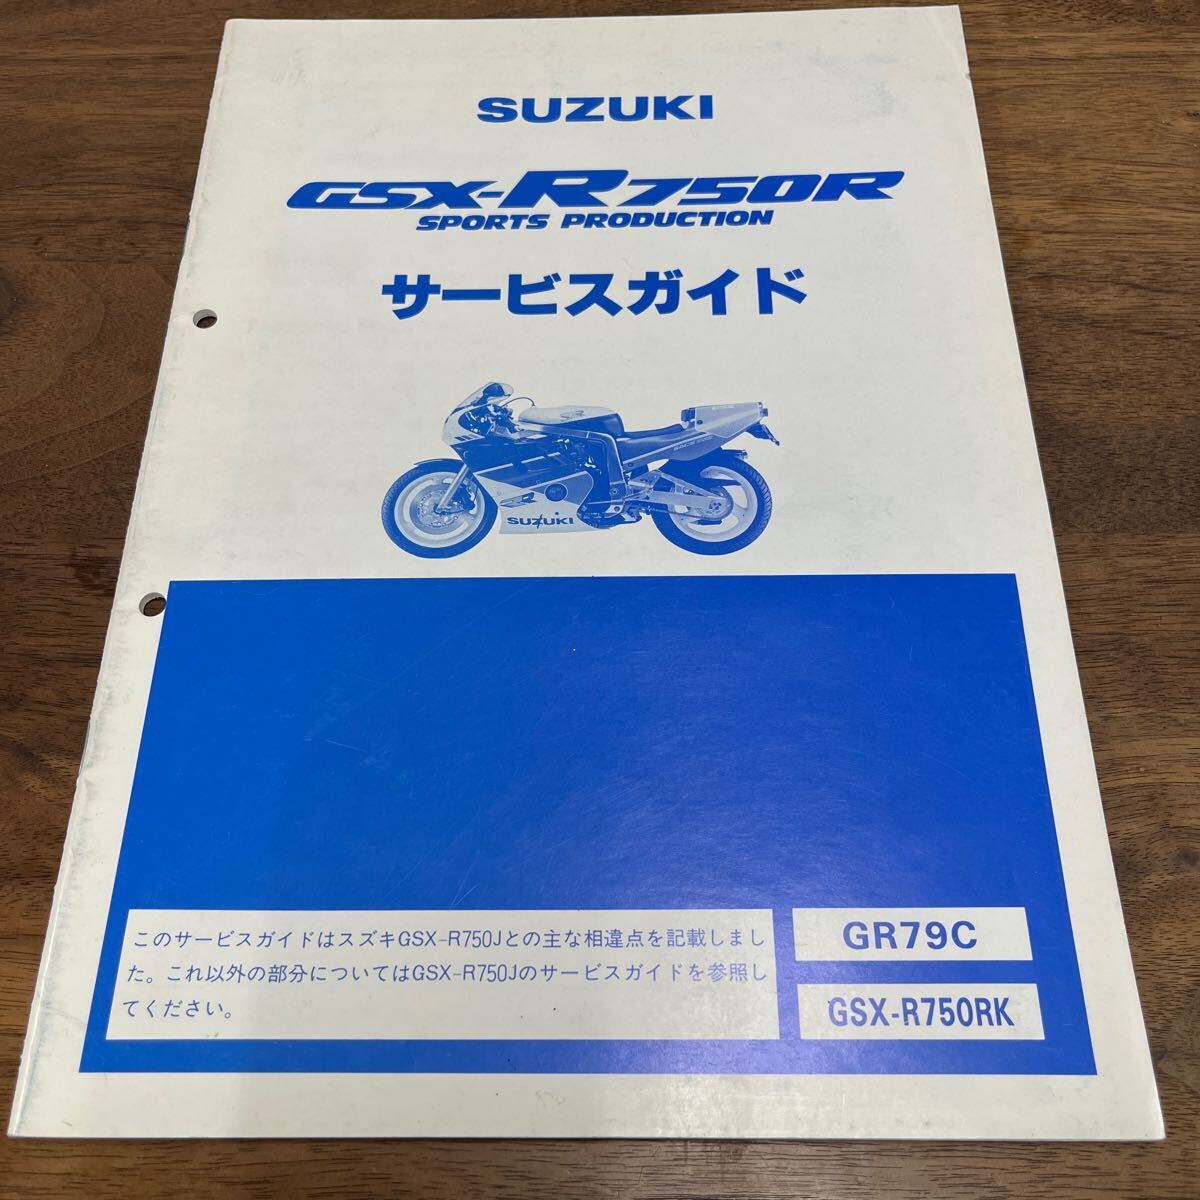 SUZUKI
GSX-R750R
SPORTS PRODUCTION
サービスガイド
SUZUKI
このサービスガイドはスズキGSX-R750Jとの主な相違点を記載しまし
た。これ以外の部分についてはGSX-R750Jのサービスガイドを参照し
てください。
GR79C
GSX-R750RK